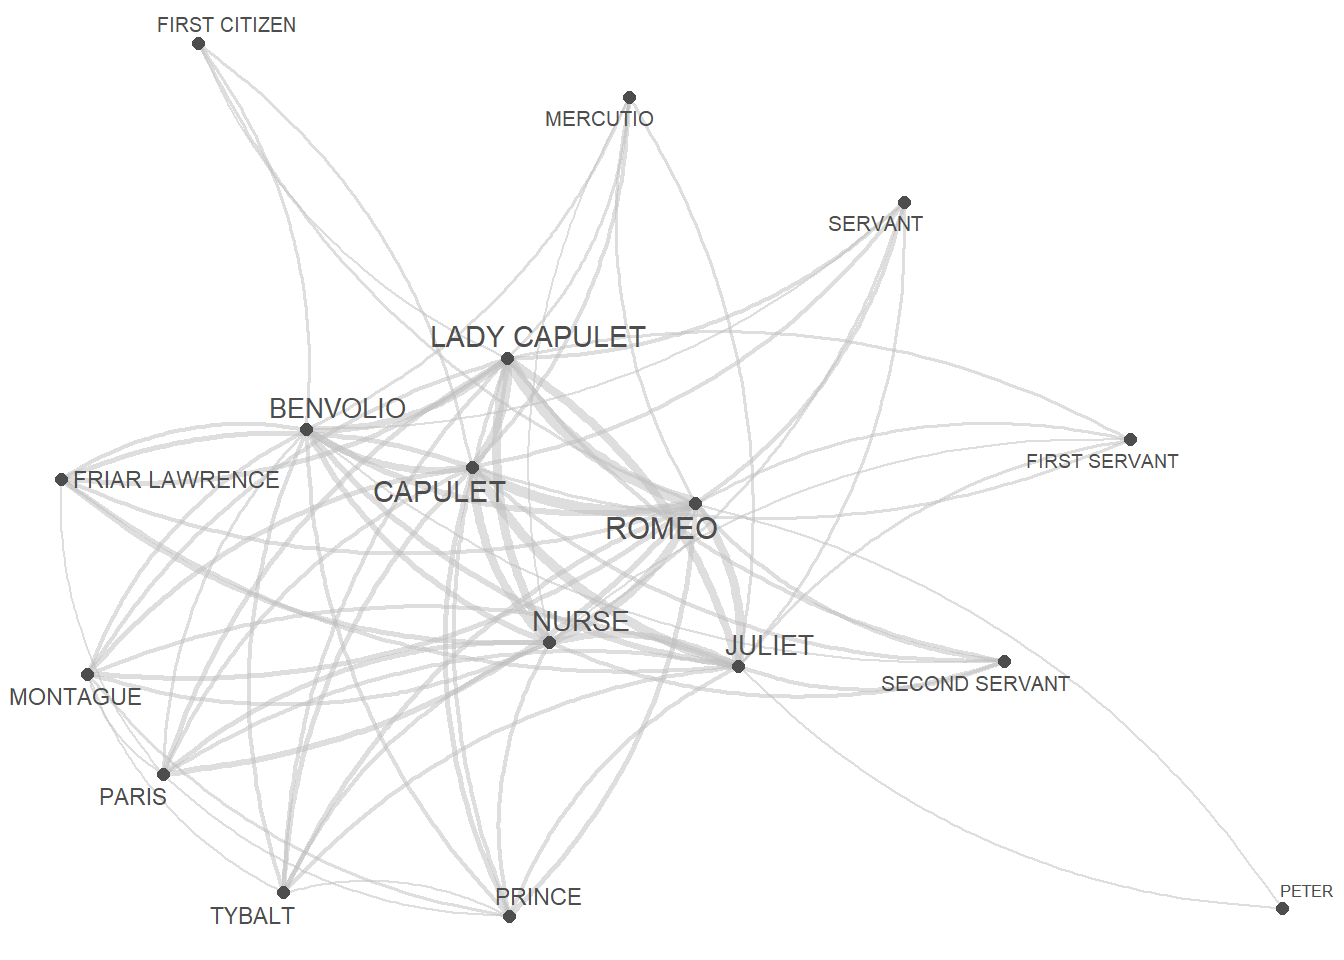 FIRST CITIZEN
MERCUTIO
SERVANT
LADY CAPULET
BENVOLIO
FIRST SERVANT
FRIAR LAWRENCE
CAPULET
ROMEO
NURSE
JULIET
SECOND SERVANT
MONTAGUE
PARIS
PETER
PRINCE
TYBALT